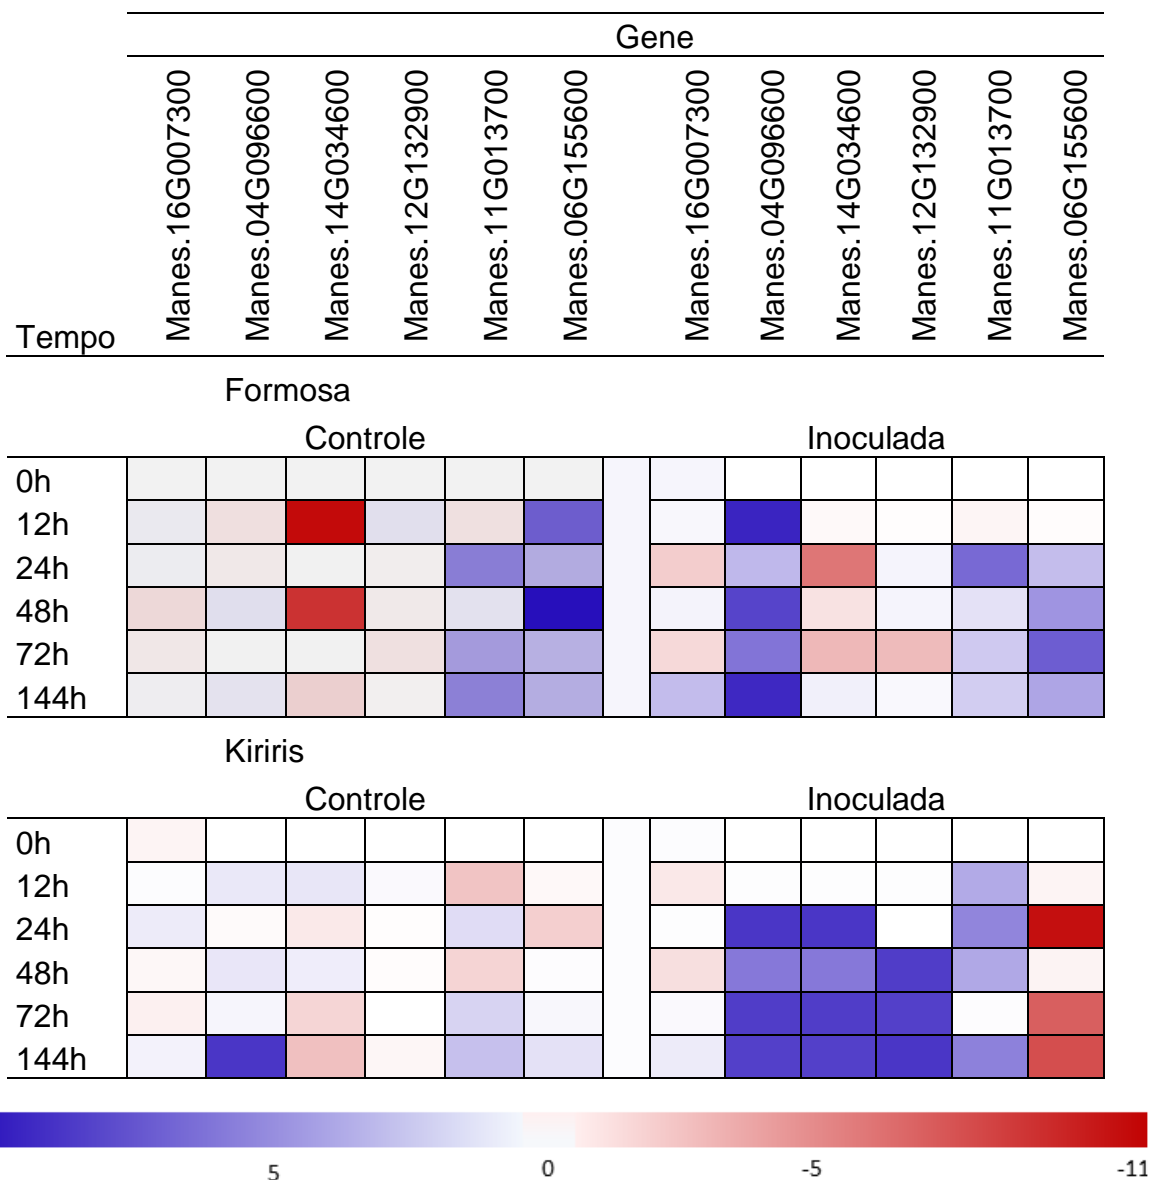 Gene
Tempo Manes.16G007300 Manes.04G096600 Manes.14G034600 Manes.12G132900 Manes.11G013700 Manes.06G155600 Manes.16G007300 Manes.04G096600 Manes.14G034600 Manes.12G132900 Manes.11G013700 Manes.06G155600
Formosa
Controle Inoculada
0h
12h
24h
48h
72h
144h
Kiriris
Controle Inoculada
0h
12h
24h
48h
72h
144h
5 0 -5 -11